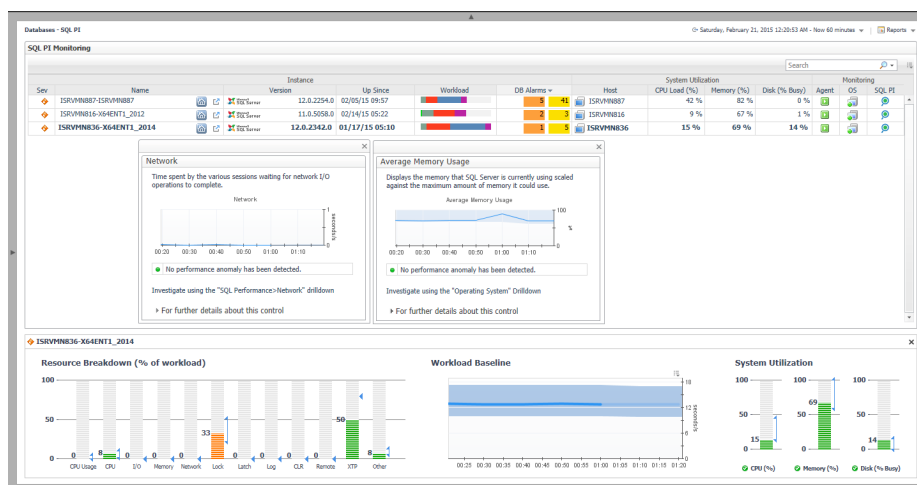 Databases - SQL PI
Saturday, February 21, 2015 12:20:53 AM - Now 60 minutes
Reports
SQL PI Monitoring
Search
Instance System Utilization Monitoring
Sev Name Version Up Since Workload DB Alarms Host CPU Load (%) Memory (%) Disk (% Busy) Agent OS SQL PI
ISRVMN887-ISRVMN887 SQL Server 12.0.2254.0 02/05/15 09:57 5 41 ISRVMN887 42 % 82 % 0 %
ISRVMN816-X64ENT1_2012 SQL Server 11.0.5058.0 02/14/15 05:22 2 3 ISRVMN816 9 % 67 % 1 %
ISRVMN836-X64ENT1_2014 SQL Server 12.0.2342.0 01/17/15 05:10 1 5 ISRVMN836 15 % 69 % 14 %
Network
Time spent by the various sessions waiting for network I/O
operations to complete.
Network
1
seconds/s
0
00:20 00:30 00:40 00:50 01:00 01:10
No performance anomaly has been detected.
Investigate using the "SQL Performance>Network" drilldown
For further details about this control
Average Memory Usage
Displays the memory that SQL Server is currently using scaled
against the maximum amount of memory it could use.
Average Memory Usage
100
%
0
00:20 00:30 00:40 00:50 01:00 01:10
No performance anomaly has been detected.
Investigate using the "Operating System" Drilldown
For further details about this control
ISRVMN836-X64ENT1_2014
Resource Breakdown (% of workload)
100
50
0
0 8 0 0 0 33 0 0 0 0 50 8
CPU Usage CPU I/O Memory Network Lock Latch Log CLR Remote XTP Other
Workload Baseline
18
12
6
0
seconds/s
00:25 00:30 00:35 00:40 00:45 00:50 00:55 01:00 01:05 01:10 01:15 01:20
System Utilization
100 100 100
50 50 50
0 0 0
15 69 14
CPU (%) Memory (%) Disk (% Busy)